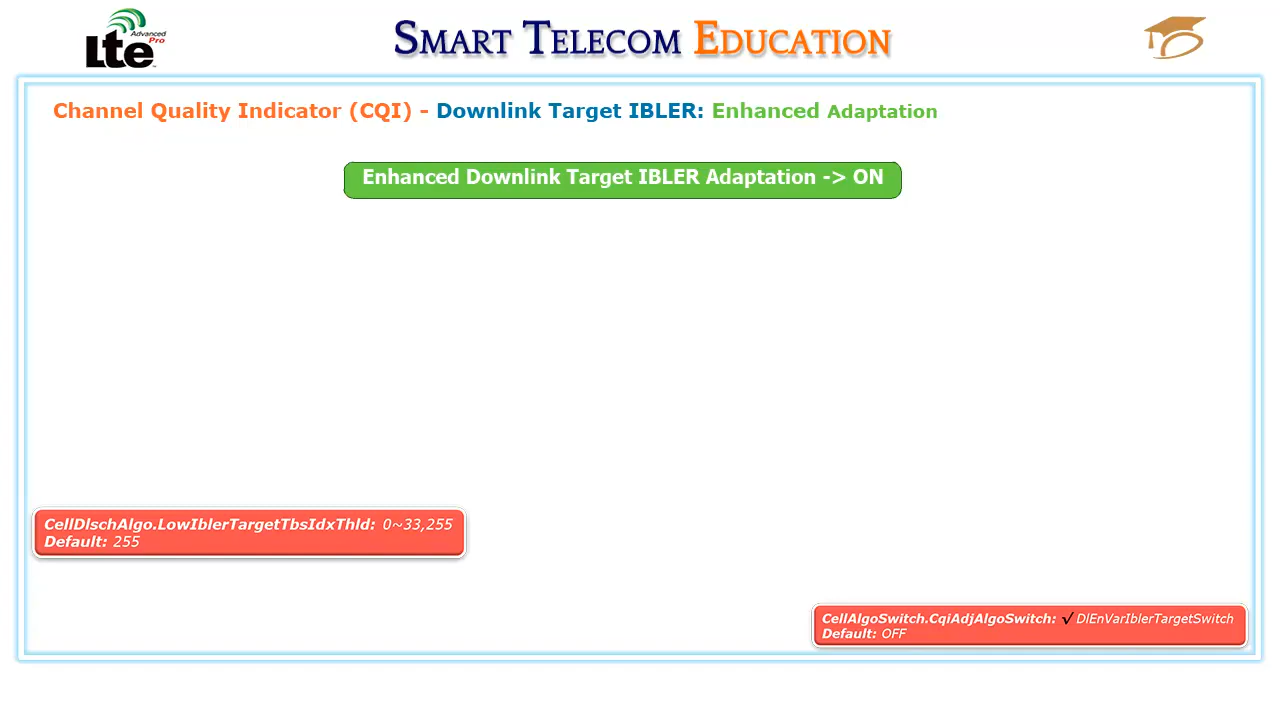 Lte Advanced Pro
SMART TELECOM EDUCATION
Channel Quality Indicator (CQI) - Downlink Target IBLER: Enhanced Adaptation
Enhanced Downlink Target IBLER Adaptation -> ON
CellDlschAlgo.LowIblerTargetTbsIdxThld: 0~33,255
Default: 255
CellAlgoSwitch.CqiAdjAlgoSwitch: √ DlEnVarIblerTargetSwitch
Default: OFF